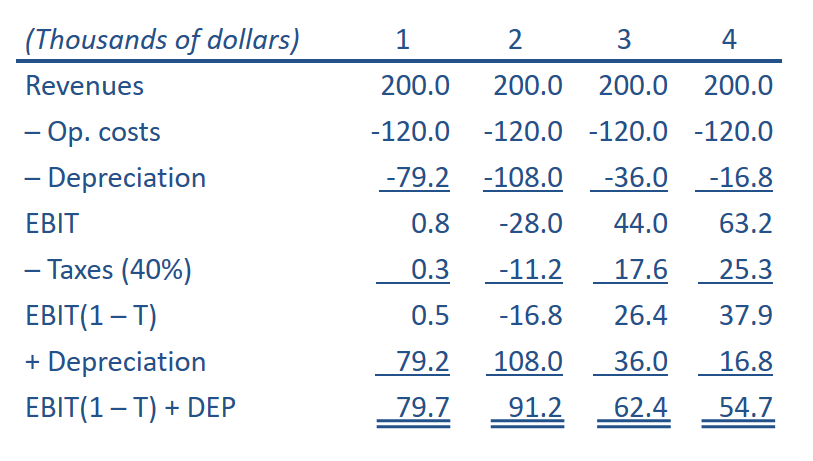 (Thousands of dollars) 1 2 3 4
Revenues 200.0 200.0 200.0 200.0
– Op. costs -120.0 -120.0 -120.0 -120.0
– Depreciation -79.2 -108.0 -36.0 -16.8
EBIT 0.8 -28.0 44.0 63.2
– Taxes (40%) 0.3 -11.2 17.6 25.3
EBIT(1 – T) 0.5 -16.8 26.4 37.9
+ Depreciation 79.2 108.0 36.0 16.8
EBIT(1 – T) + DEP 79.7 91.2 62.4 54.7